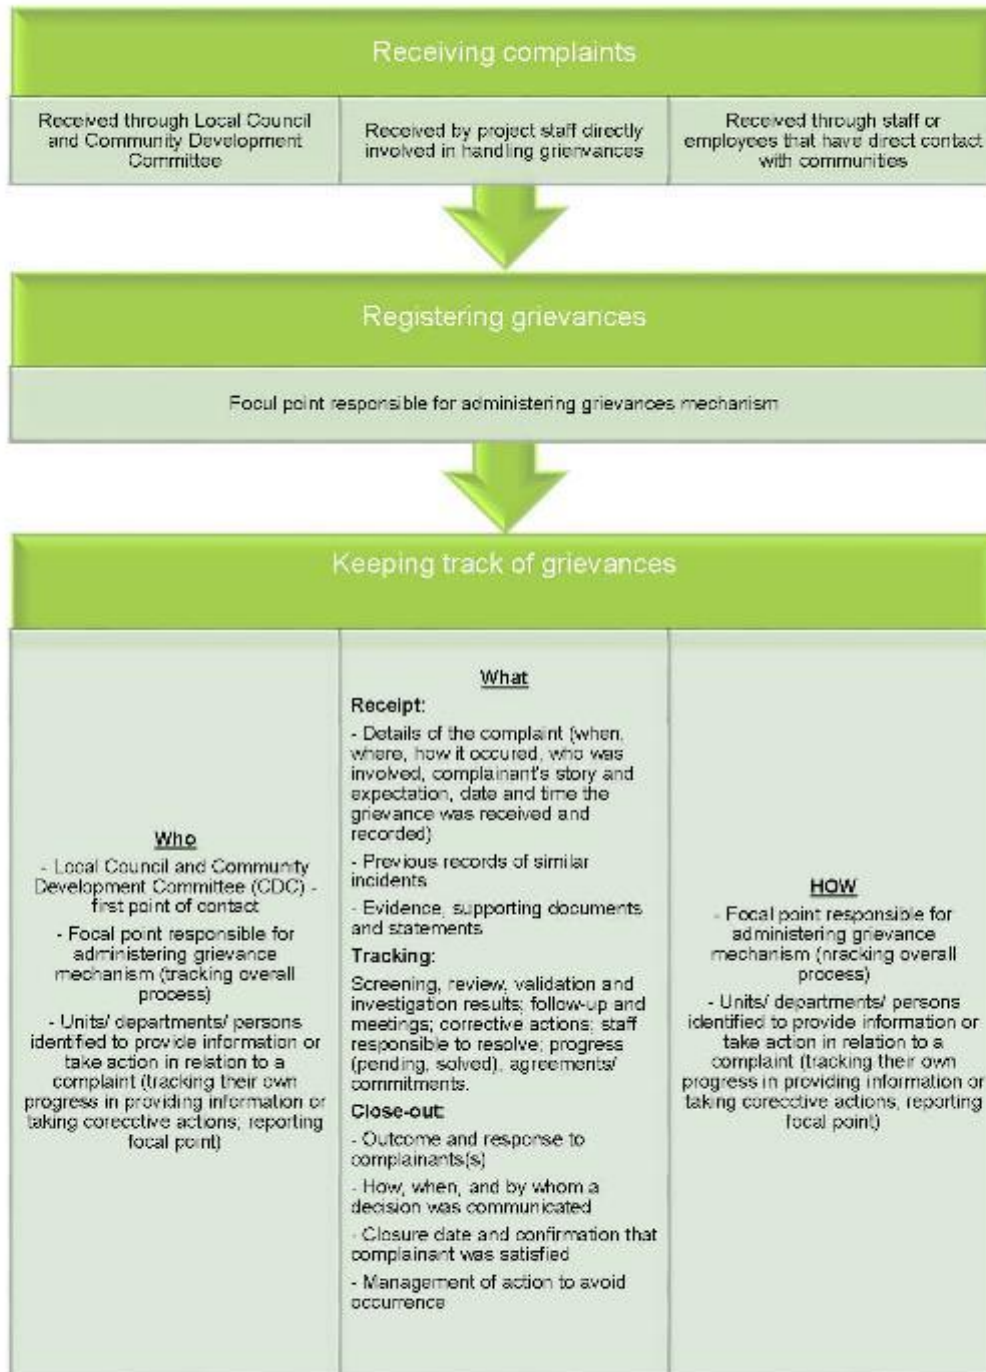 Receiving complaints
Received through Local Council
and Community Development
Committee
Received by project staff directly
involved in handling grienvances
Received through staff or
employees that have direct contact
with communities
Registering grievances
Focul point responsible for administering grievances mechanism
Keeping track of grievances
Who
- Local Council and Community
Development Committee (CDC) -
first point of contact
- Focal point responsible for
administering grievance
mechanism (tracking overall
process)
- Units/ departments/ persons
identified to provide information or
take action in relation to a
complaint (tracking their own
progress in providing information or
taking corecctive actions; reporting
focal point)
What
Receipt:
- Details of the complaint (when,
where, how it occured, who was
involved, complainant's story and
expectation, date and time the
grievance was received and
recorded)
- Previous records of similar
incidents
- Evidence, supporting documents
and statements
Tracking:
Screening, review, validation and
investigation results; follow-up and
meetings; corrective actions; staff
responsible to resolve; progress
(pending, solved), agreements/
commitments.
Close-out:
- Outcome and response to
complainants(s)
- How, when, and by whom a
decision was communicated
- Closure date and confirmation that
complainant was satisfied
- Management of action to avoid
occurrence
HOW
- Focal point responsible for
administering grievance
mechanism (nracking overall
process)
- Units/ departments/ persons
identified to provide information or
take action in relation to a
complaint (tracking their own
progress in providing information or
taking corecctive actions; reporting
focal point)